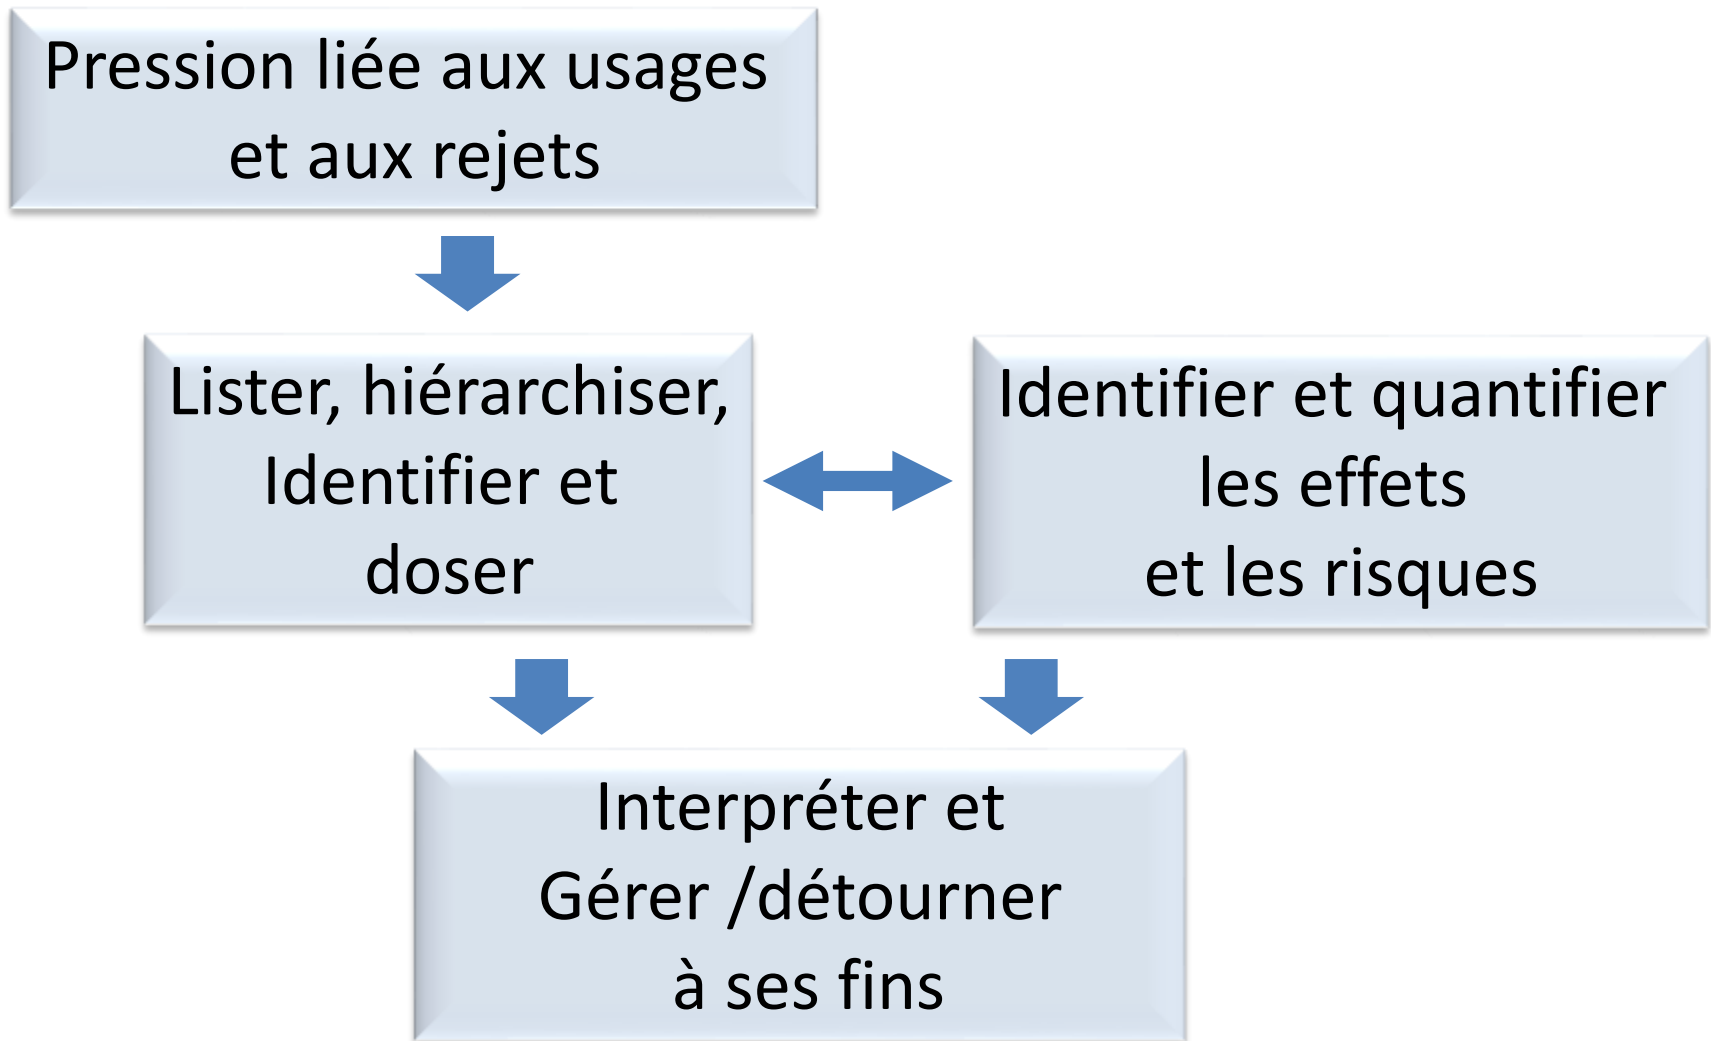 Pression liée aux usages
et aux rejets
Lister, hiérarchiser,
Identifier et
doser
Identifier et quantifier
les effets
et les risques
Interpréter et
Gérer /détourner
à ses fins